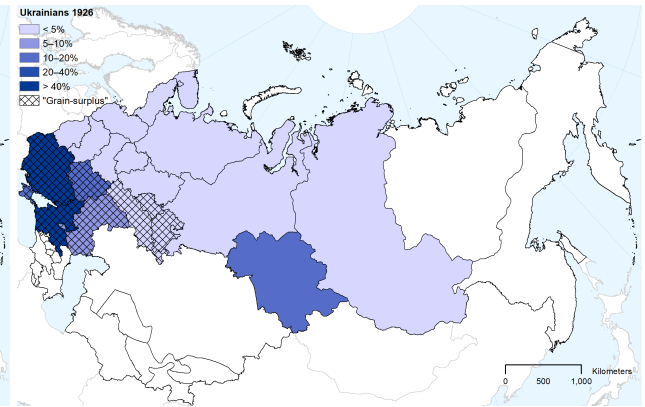 Ukrainians 1926
< 5%
5–10%
10–20%
20–40%
> 40%
"Grain-surplus"
Kilometers
0 500 1,000